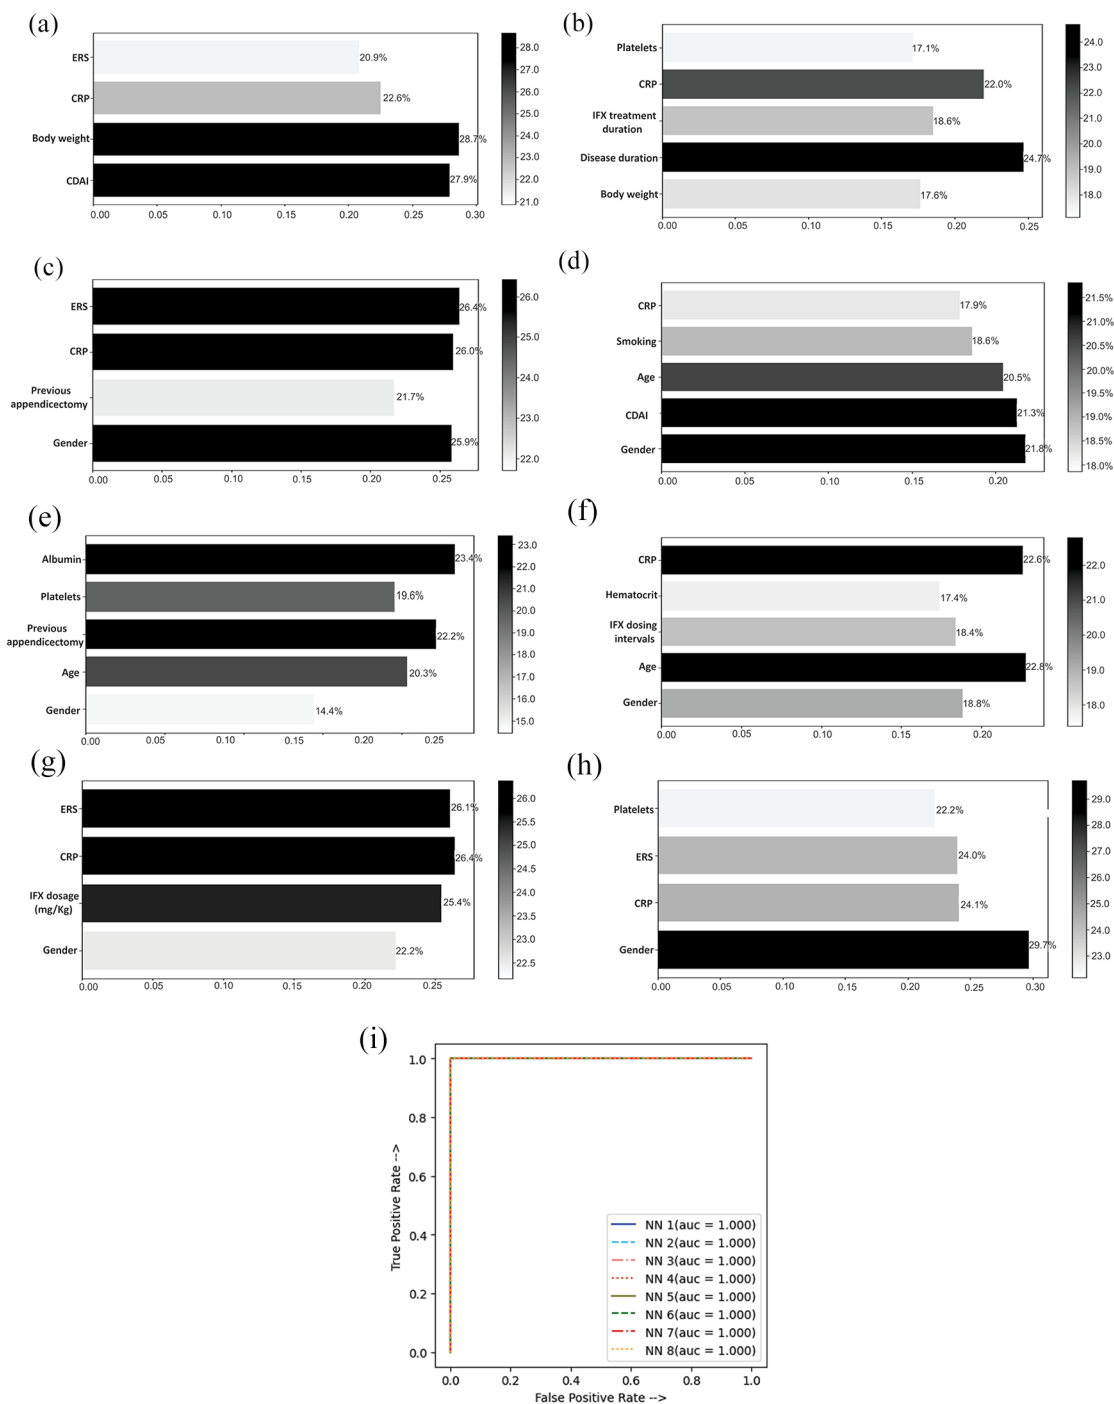 (a)
ERS
20.9%
CRP
22.6%
Body weight
28.7%
CDAI
27.9%
0.00 0.05 0.10 0.15 0.20 0.25 0.30
28.0
27.0
26.0
25.0
24.0
23.0
22.0
21.0
(b)
Platelets
17.1%
CRP
22.0%
IFX treatment
duration
18.6%
Disease duration
24.7%
Body weight
17.6%
0.00 0.05 0.10 0.15 0.20 0.25
24.0
23.0
22.0
21.0
20.0
19.0
18.0
(c)
ERS
26.4%
CRP
26.0%
Previous
appendicectomy
21.7%
Gender
25.9%
0.00 0.05 0.10 0.15 0.20 0.25
26.0
25.0
24.0
23.0
22.0
(d)
CRP
17.9%
Smoking
18.6%
Age
20.5%
CDAI
21.3%
Gender
21.8%
0.00 0.05 0.10 0.15 0.20
21.5%
21.0%
20.5%
20.0%
19.5%
19.0%
18.5%
18.0%
(e)
Albumin
23.4%
Platelets
19.6%
Previous
appendicectomy
22.2%
Age
20.3%
Gender
14.4%
0.00 0.05 0.10 0.15 0.20 0.25
23.0
22.0
21.0
20.0
19.0
18.0
17.0
16.0
15.0
(f)
CRP
22.6%
Hematocrit
17.4%
IFX dosing
intervals
18.4%
Age
22.8%
Gender
18.8%
0.00 0.05 0.10 0.15 0.20
22.0
21.0
20.0
19.0
18.0
(g)
ERS
26.1%
CRP
26.4%
IFX dosage
(mg/Kg)
25.4%
Gender
22.2%
0.00 0.05 0.10 0.15 0.20 0.25
26.0
25.5
25.0
24.5
24.0
23.5
23.0
22.5
(h)
Platelets
22.2%
ERS
24.0%
CRP
24.1%
Gender
29.7%
0.00 0.05 0.10 0.15 0.20 0.25 0.30
29.0
28.0
27.0
26.0
25.0
24.0
23.0
(i)
True Positive Rate -->
1.0
0.8
0.6
0.4
0.2
0.0
NN 1(auc = 1.000)
NN 2(auc = 1.000)
NN 3(auc = 1.000)
NN 4(auc = 1.000)
NN 5(auc = 1.000)
NN 6(auc = 1.000)
NN 7(auc = 1.000)
NN 8(auc = 1.000)
0.0 0.2 0.4 0.6 0.8 1.0
False Positive Rate -->